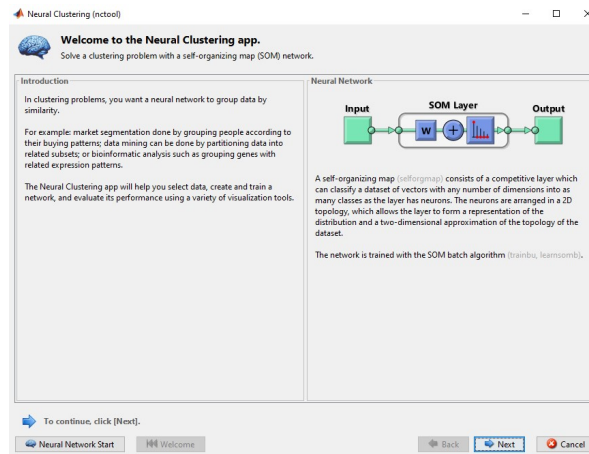 Neural Clustering (nctool)
Welcome to the Neural Clustering app.
Solve a clustering problem with a self-organizing map (SOM) network.
Introduction
In clustering problems, you want a neural network to group data by
similarity.
For example: market segmentation done by grouping people according to
their buying patterns; data mining can be done by partitioning data into
related subsets; or bioinformatic analysis such as grouping genes with
related expression patterns.
The Neural Clustering app will help you select data, create and train a
network, and evaluate its performance using a variety of visualization tools.
Neural Network
Input SOM Layer Output
W +
A self-organizing map (selforgmap) consists of a competitive layer which
can classify a dataset of vectors with any number of dimensions into as
many classes as the layer has neurons. The neurons are arranged in a 2D
topology, which allows the layer to form a representation of the
distribution and a two-dimensional approximation of the topology of the
dataset.
The network is trained with the SOM batch algorithm (trainbu, learnsomb).
To continue, click [Next].
Neural Network Start Welcome Back Next Cancel